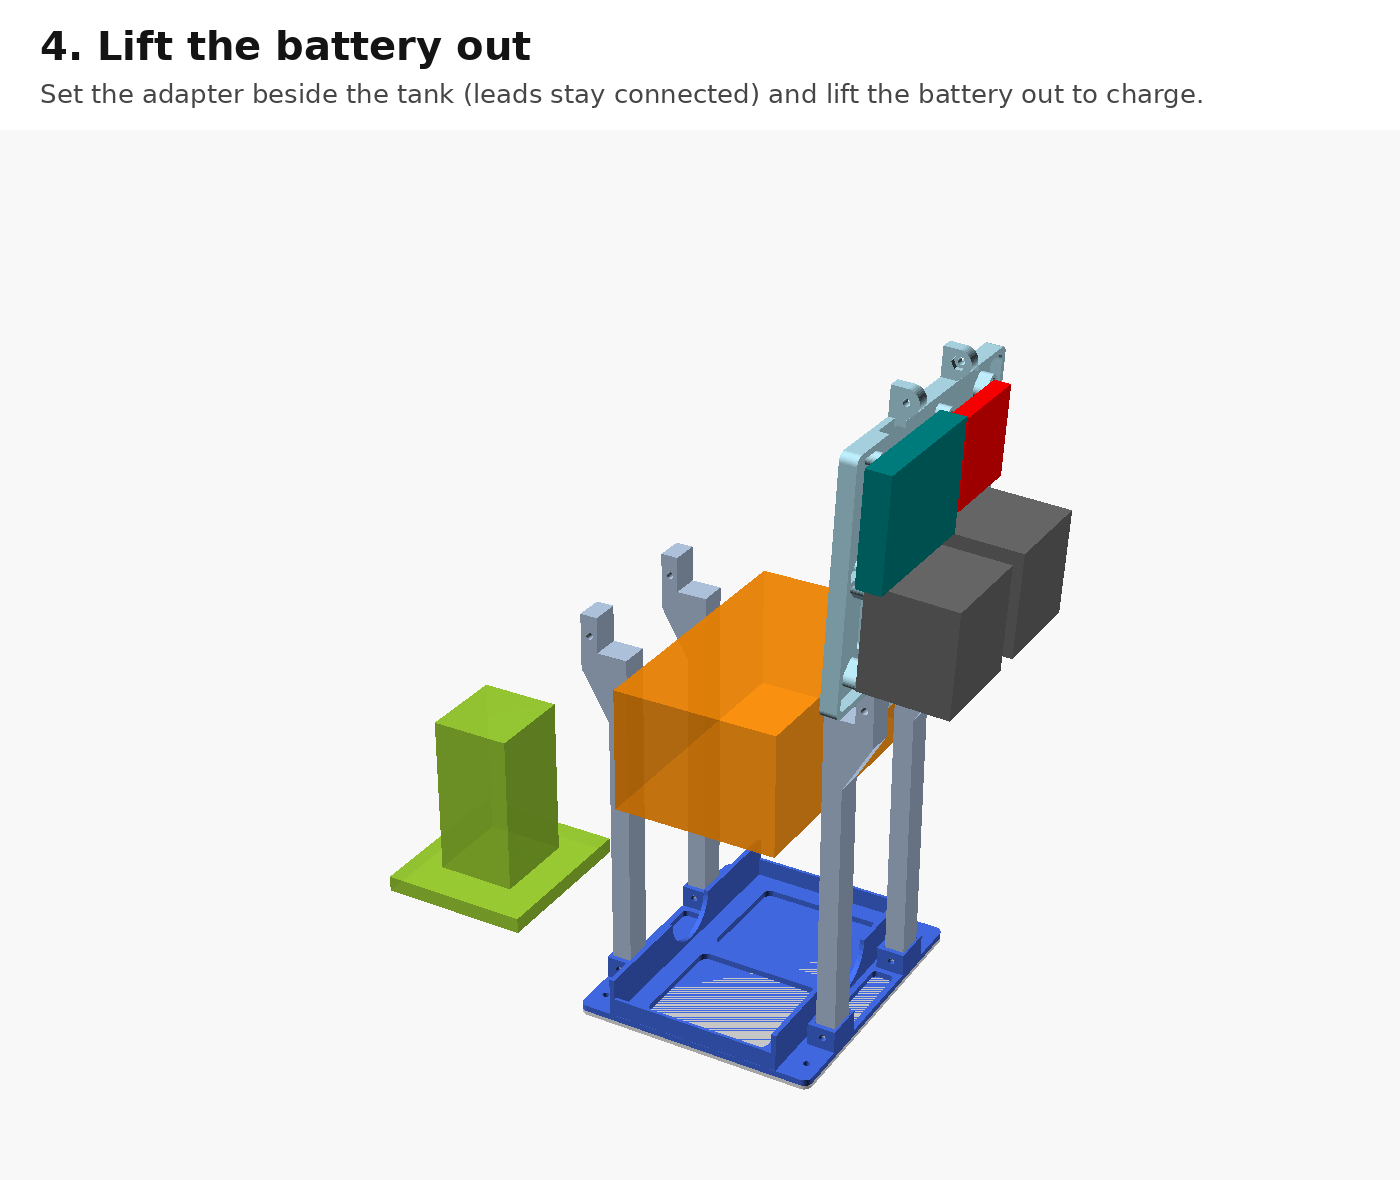 4. Lift the battery out
Set the adapter beside the tank (leads stay connected) and lift the battery out to charge.